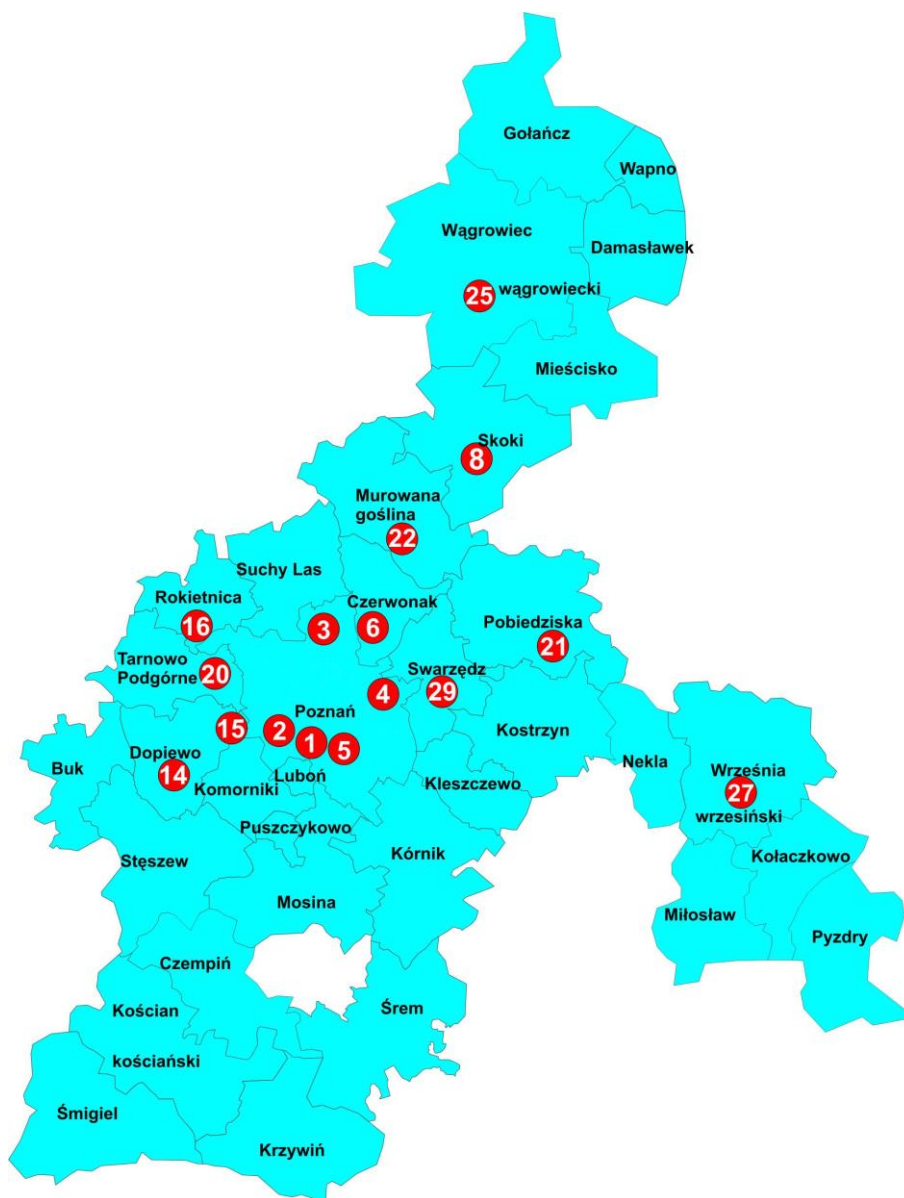 Gołańcz
Wapno
Wągrowiec
Damasławek
25 wągrowiecki
Mieścisko
Skoki
8
Murowana
goślina
22
Suchy Las
Rokietnica
16
Czerwonak
3
6
Pobiedziska
21
Tarnowo
Podgórne
20
Swarzędz
29
4
Poznań
15
2
1
5
Kostrzyn
Buk
Dopiewo
14
Komorniki
Luboń
Kleszczewo
Nekla
Września
27
wrzesiński
Puszczykowo
Stęszew
Kórnik
Kołaczkowo
Mosina
Miłosław
Pyzdry
Czempiń
Kościan
Śrem
kościański
Śmigiel
Krzywiń